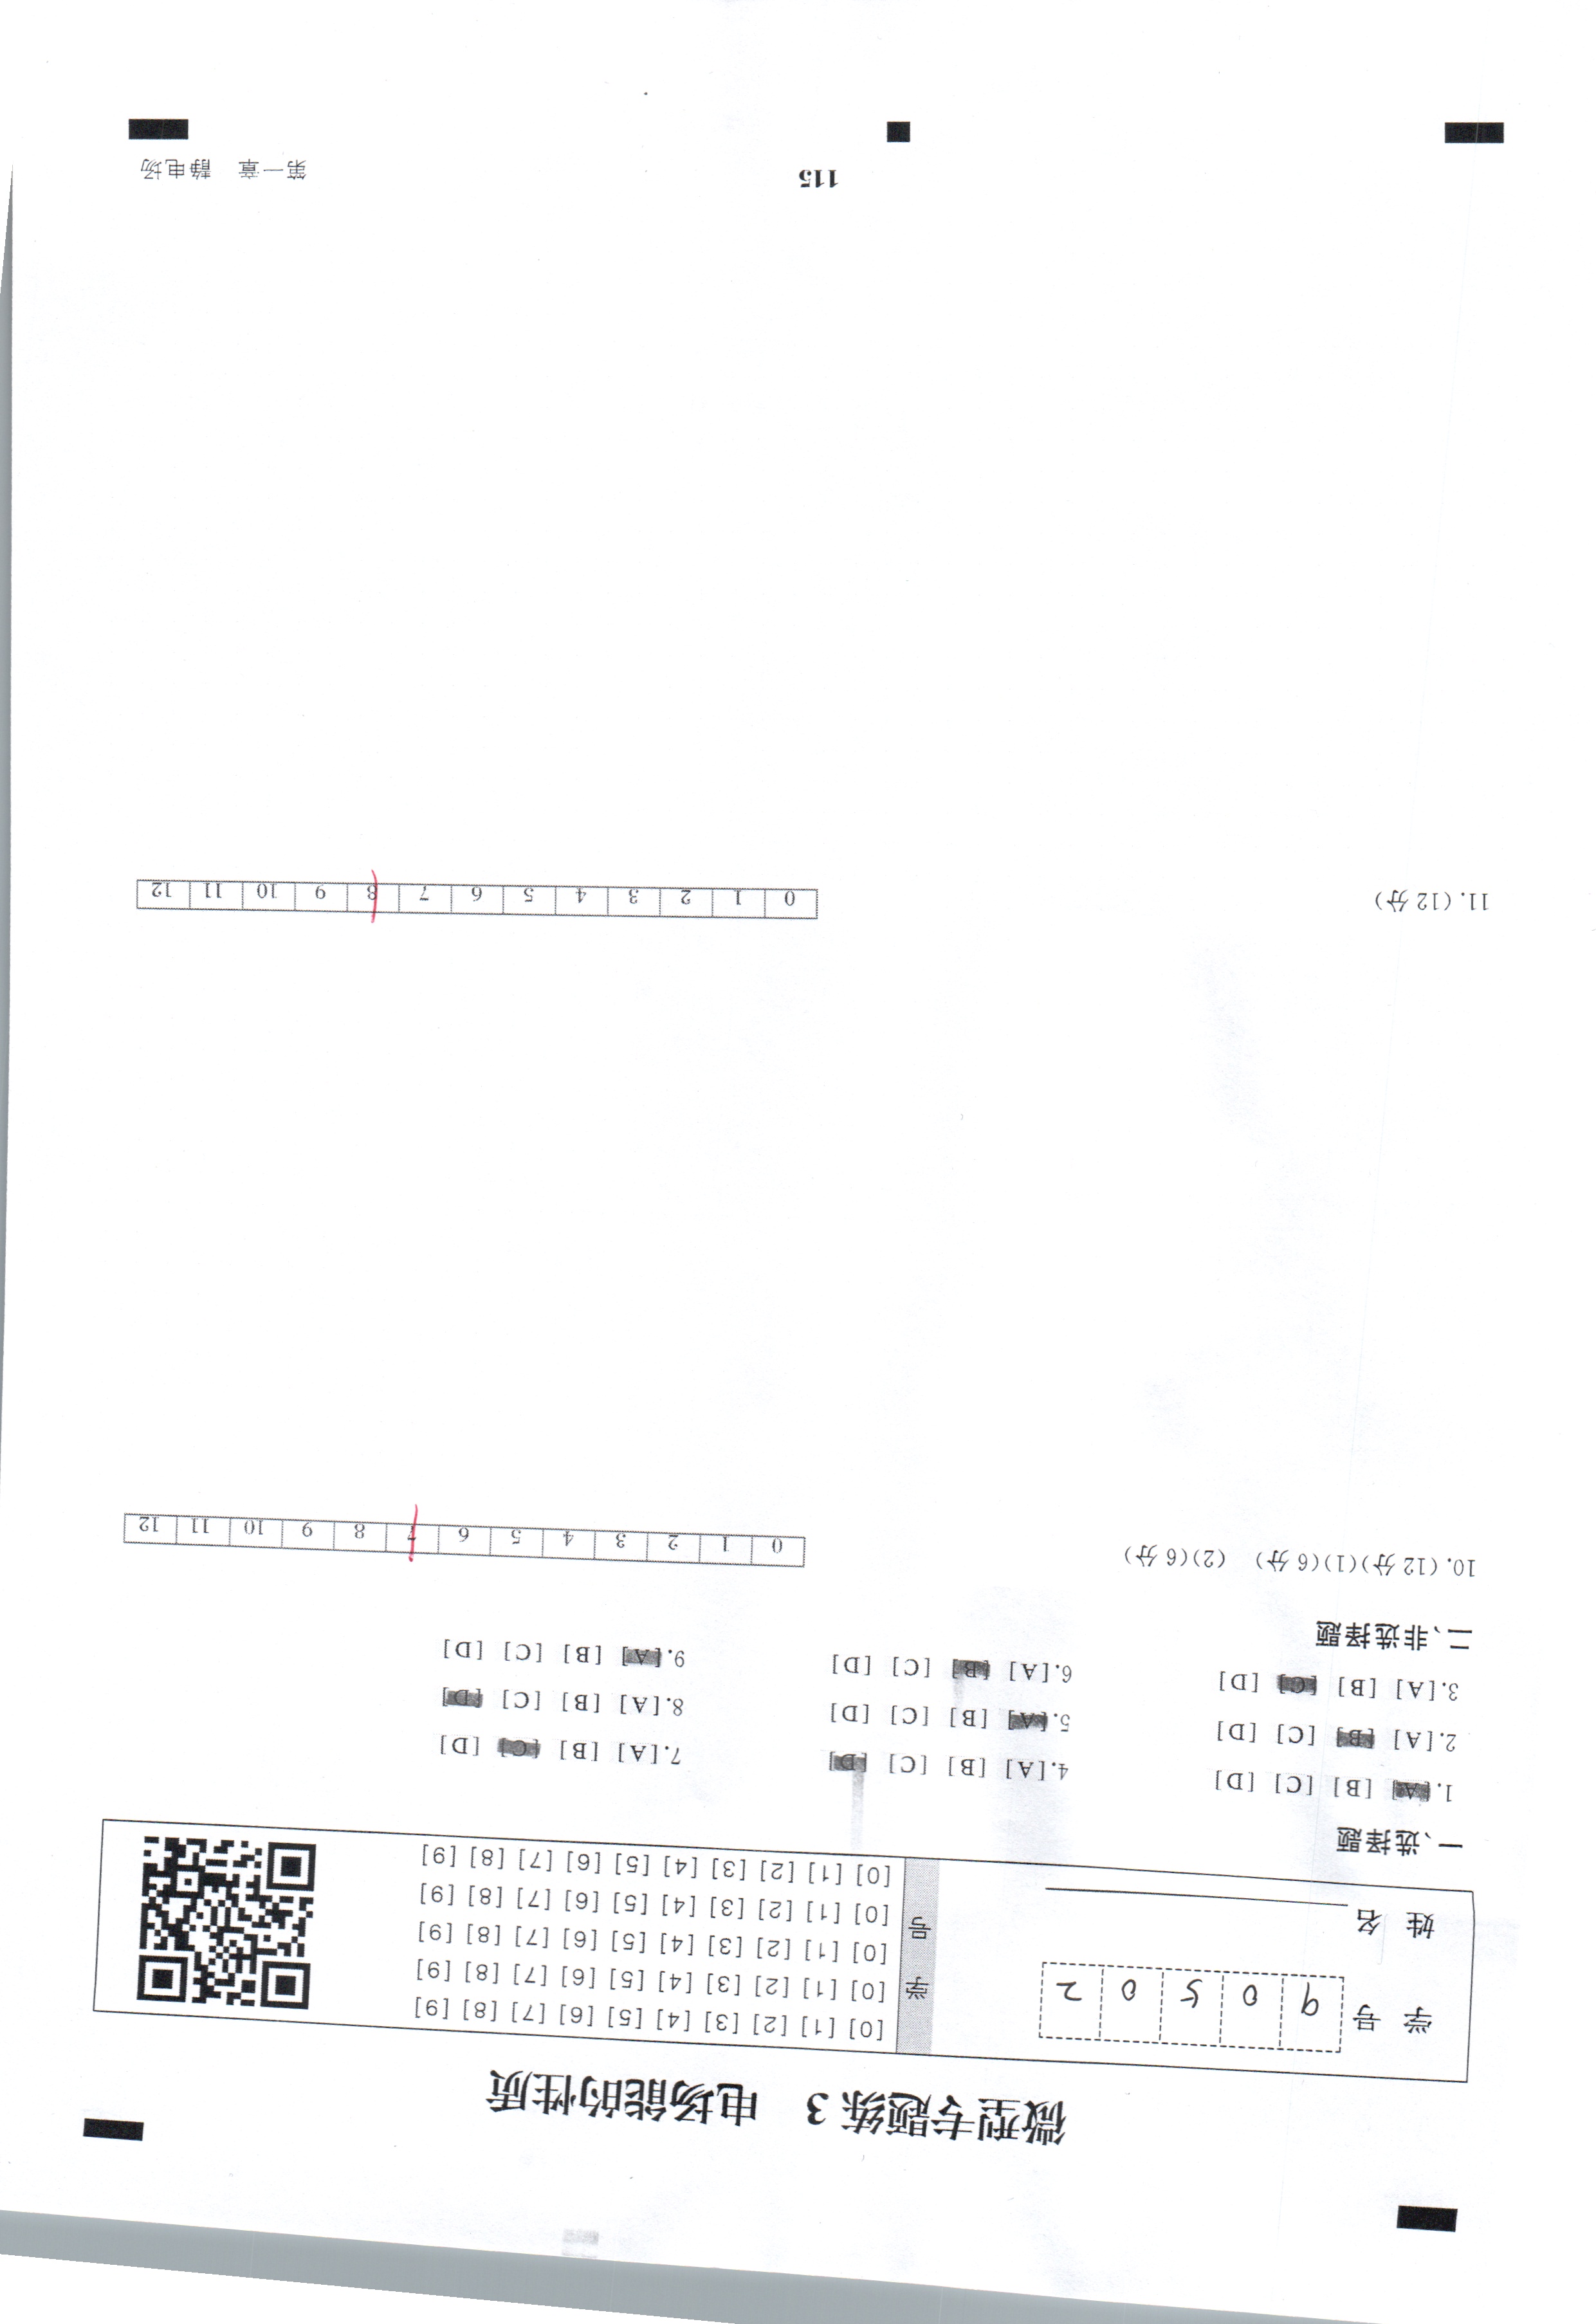 微型专题练3 电场能的性质
学号 9 0 5 0 2
姓名
学号
[0] [1] [2] [3] [4] [5] [6] [7] [8] [9]
[0] [1] [2] [3] [4] [5] [6] [7] [8] [9]
[0] [1] [2] [3] [4] [5] [6] [7] [8] [9]
[0] [1] [2] [3] [4] [5] [6] [7] [8] [9]
[0] [1] [2] [3] [4] [5] [6] [7] [8] [9]
一、选择题
1.[A] [B] [C] [D] 4.[A] [B] [C] [D] 7.[A] [B] [C] [D]
2.[A] [B] [C] [D] 5.[A] [B] [C] [D] 8.[A] [B] [C] [D]
3.[A] [B] [C] [D] 6.[A] [B] [C] [D] 9.[A] [B] [C] [D]
二、非选择题
10.(12分)(1)(6分) (2)(6分) 0 1 2 3 4 5 6 7 8 9 10 11 12
11.(12分) 0 1 2 3 4 5 6 7 8 9 10 11 12
115 第一章 静电场